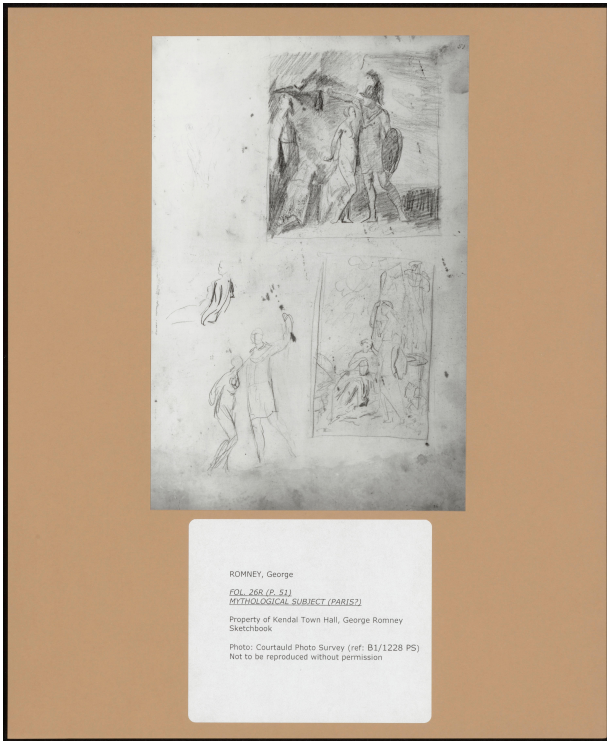 ROMNEY, George
FOL. 26R (P. 51)
MYTHOLOGICAL SUBJECT (PARIS?)
Property of Kendal Town Hall, George Romney
Sketchbook
Photo: Courtauld Photo Survey (ref: B1/1228 PS)
Not to be reproduced without permission